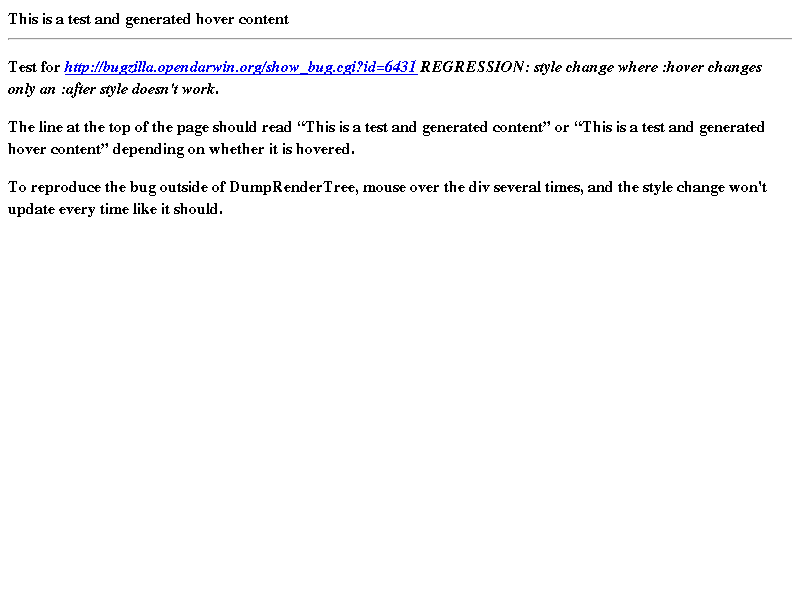 This is a test and generated hover content
Test for http://bugzilla.opendarwin.org/show_bug.cgi?id=6431 REGRESSION: style change where :hover changes
only an :after style doesn't work.
The line at the top of the page should read “This is a test and generated content” or “This is a test and generated
hover content” depending on whether it is hovered.
To reproduce the bug outside of DumpRenderTree, mouse over the div several times, and the style change won't
update every time like it should.